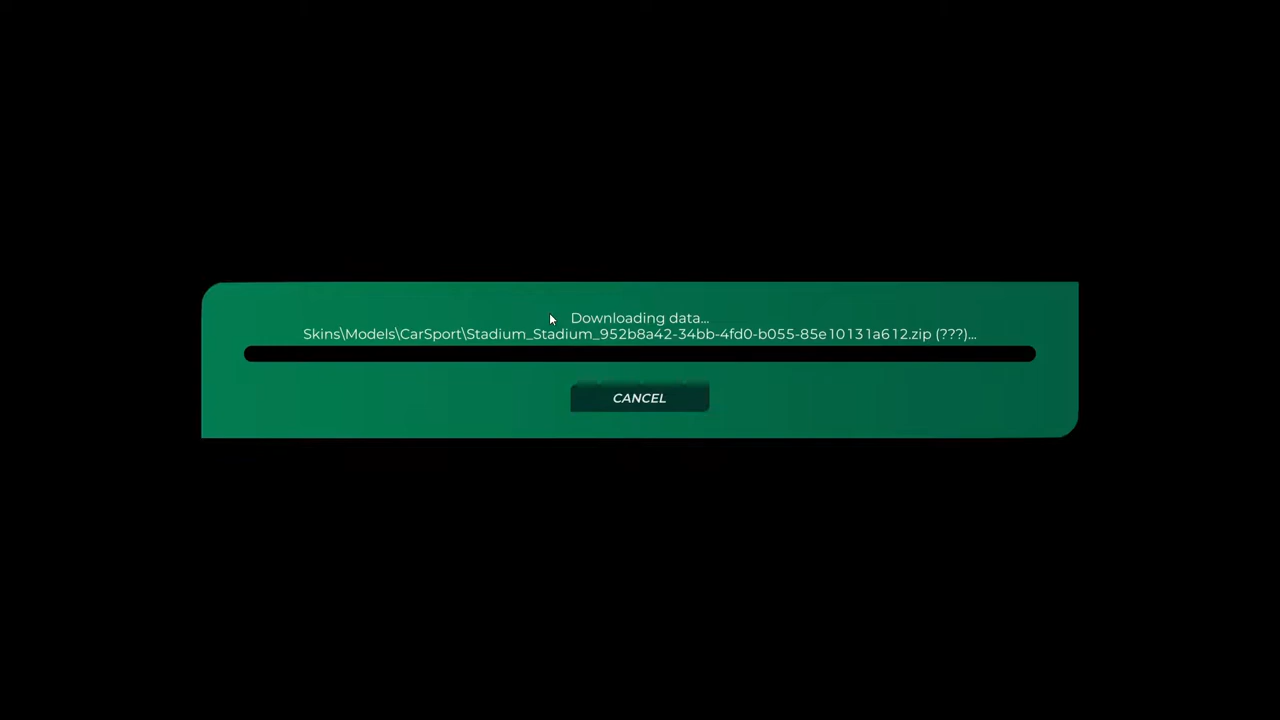 Downloading data...
Skins\Models\CarSport\Stadium_Stadium_952b8a42-34bb-4fd0-b055-85e10131a612.zip (???)...
CANCEL